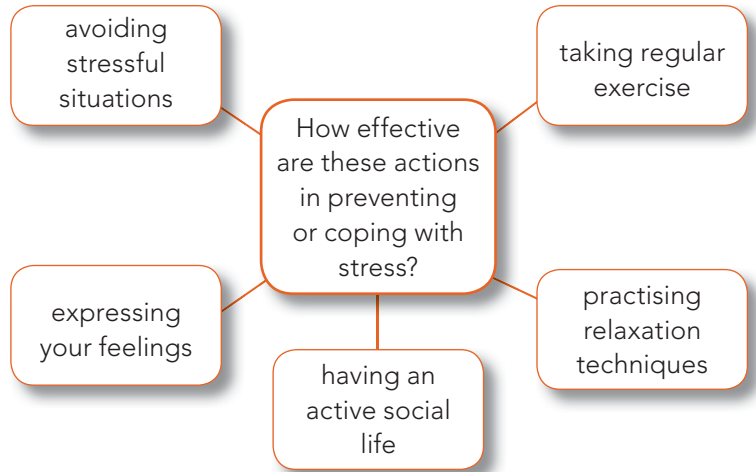 avoiding
stressful
situations
taking regular
exercise
How effective
are these actions
in preventing
or coping with
stress?
expressing
your feelings
having an
active social
life
practising
relaxation
techniques